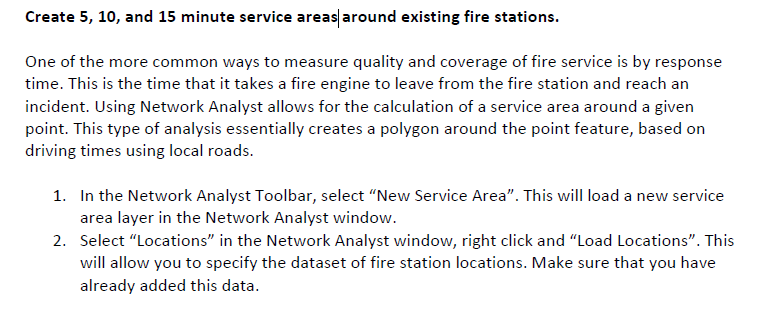 Create 5, 10, and 15 minute service areas around existing fire stations.
One of the more common ways to measure quality and coverage of fire service is by response
time. This is the time that it takes a fire engine to leave from the fire station and reach an
incident. Using Network Analyst allows for the calculation of a service area around a given
point. This type of analysis essentially creates a polygon around the point feature, based on
driving times using local roads.
1. In the Network Analyst Toolbar, select “New Service Area”. This will load a new service
area layer in the Network Analyst window.
2. Select “Locations” in the Network Analyst window, right click and “Load Locations”. This
will allow you to specify the dataset of fire station locations. Make sure that you have
already added this data.